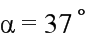 α = 37°